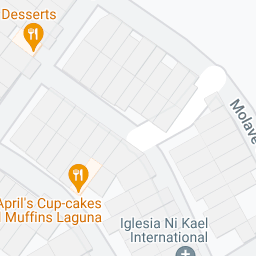 Desserts
Molave
April's Cup-cakes
Muffins Laguna
Iglesia Ni Kael
International